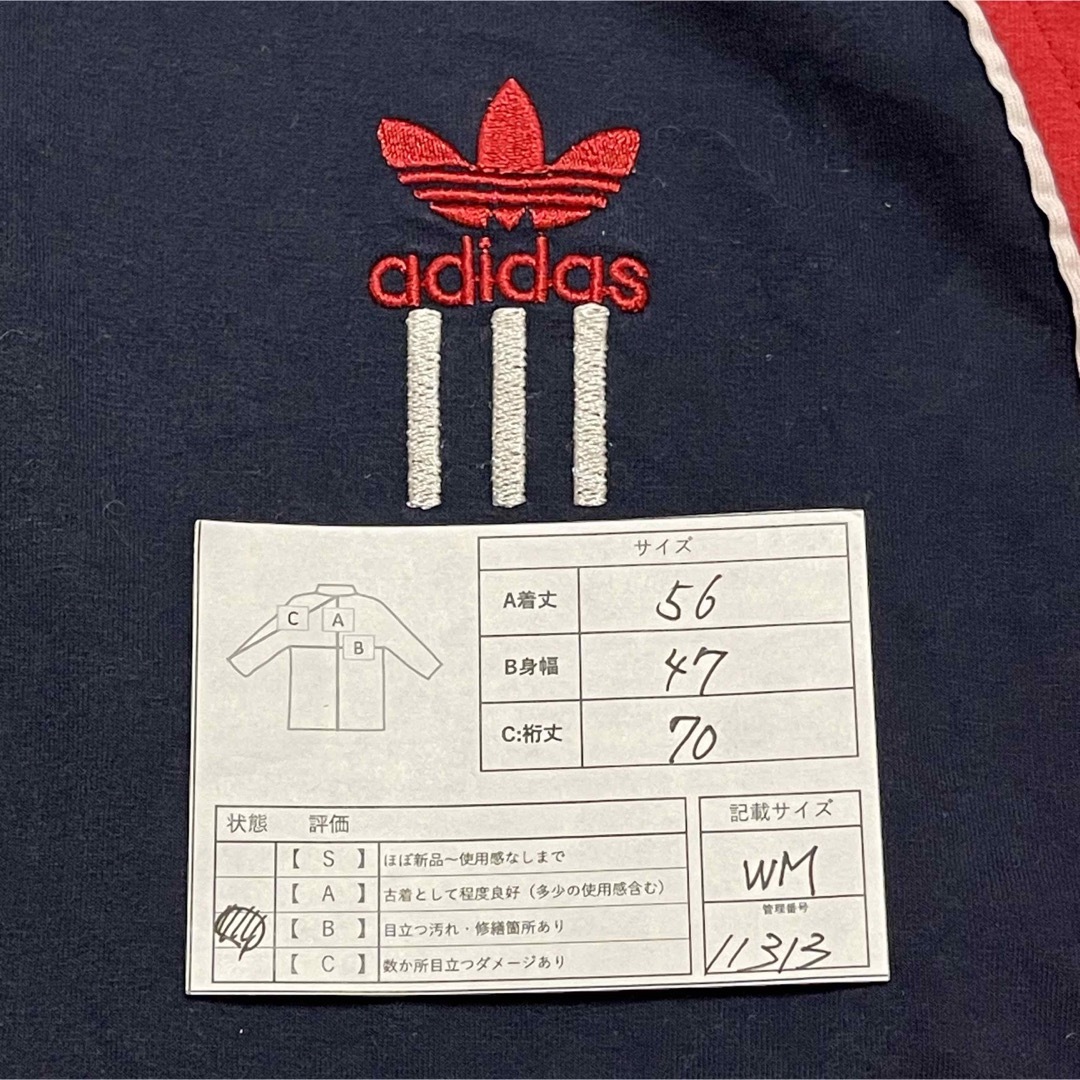 adidas
サイズ
C A B
A着丈 56
B身幅 47
C:裄丈 70
状態 評価
【 S 】 ほぼ新品〜使用感なしまで
【 A 】 古着として程度良好（多少の使用感含む）
【 B 】 目立つ汚れ・修繕箇所あり
【 C 】 数か所目立つダメージあり
記載サイズ
WM
管理番号
11313